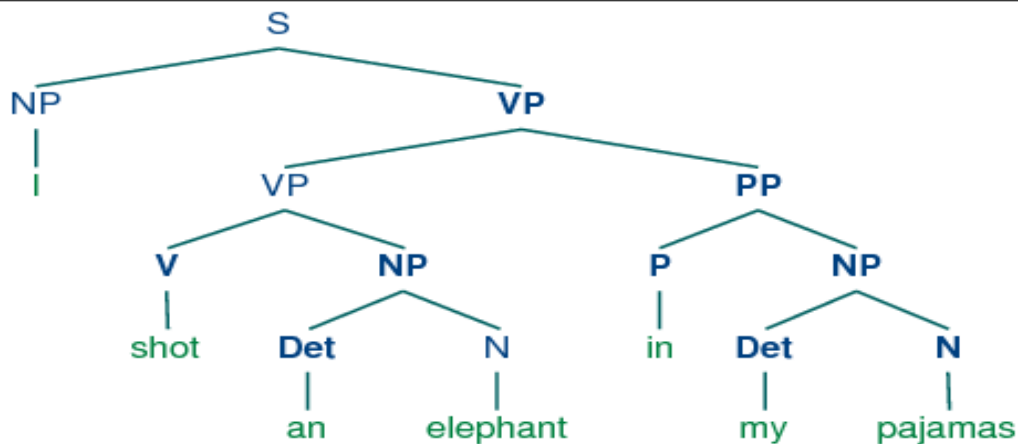 S
NP VP
I VP PP
V NP P NP
shot Det N in Det N
an elephant my pajamas